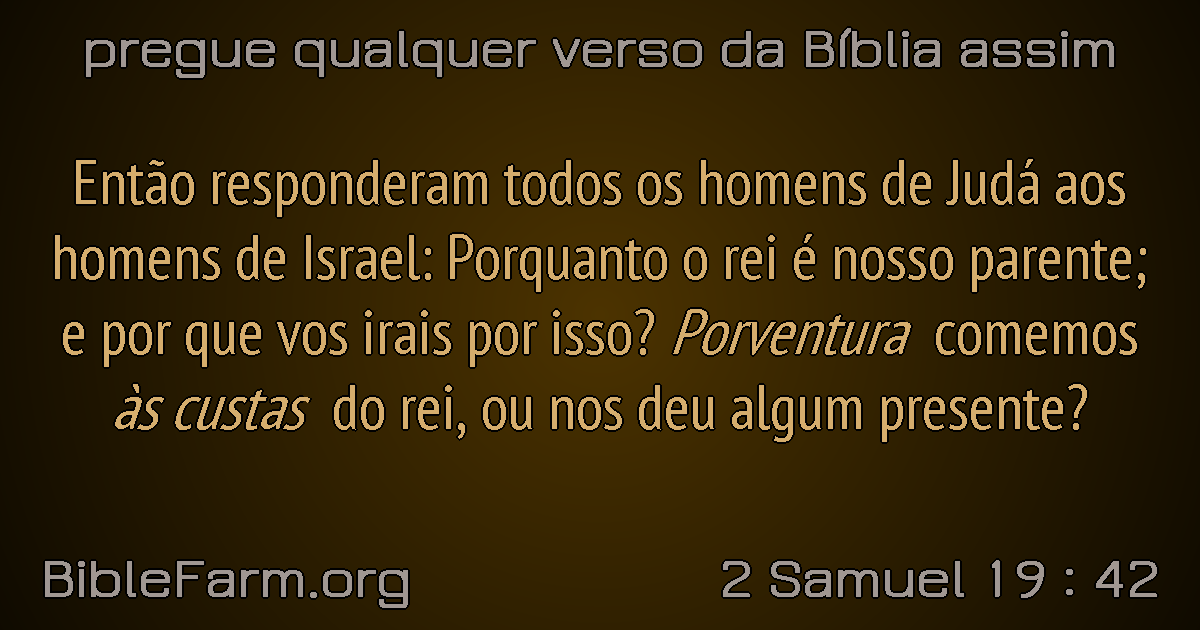 pregue qualquer verso da Bíblia assim
Então responderam todos os homens de Judá aos
homens de Israel: Porquanto o rei é nosso parente;
e por que vos irais por isso? Porventura comemos
às custas do rei, ou nos deu algum presente?
BibleFarm.org
2 Samuel 19 : 42